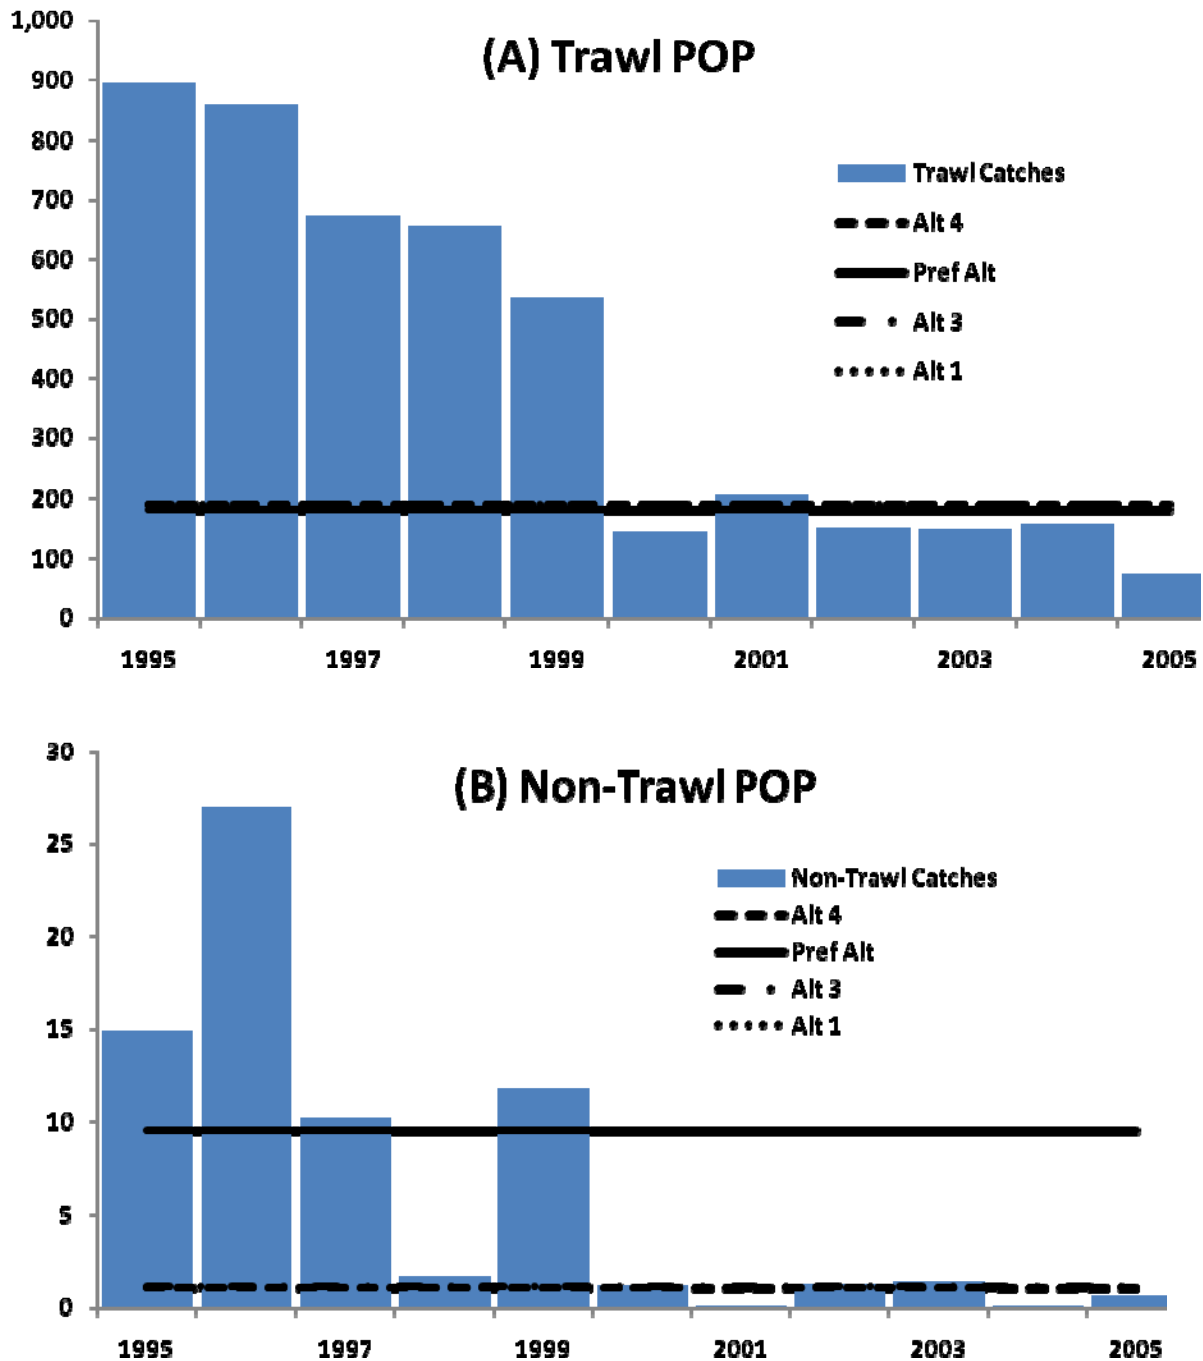 (A) Trawl POP
1,000
900
800
700
600
500
400
300
200
100
0
Trawl Catches
Alt 4
Pref Alt
Alt 3
Alt 1
1995 1997 1999 2001 2003 2005
(B) Non-Trawl POP
30
25
20
15
10
5
0
Non-Trawl Catches
Alt 4
Pref Alt
Alt 3
Alt 1
1995 1997 1999 2001 2003 2005